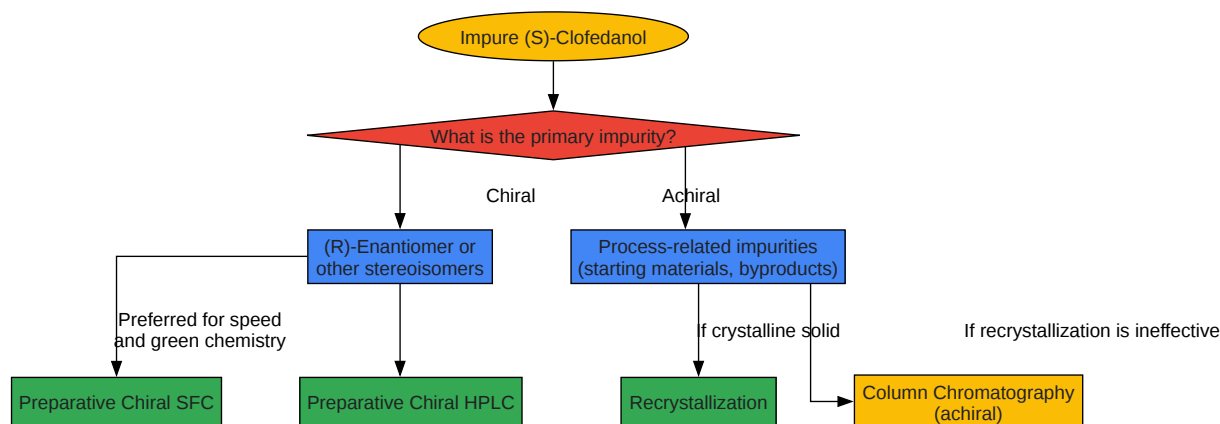 Impure (S)-Clofedanol
What is the primary impurity?
Chiral
Achiral
(R)-Enantiomer or
other stereoisomers
Process-related impurities
(starting materials, byproducts)
Preferred for speed
and green chemistry
If crystalline solid
If recrystallization is ineffective
Preparative Chiral SFC
Preparative Chiral HPLC
Recrystallization
Column Chromatography
(achiral)